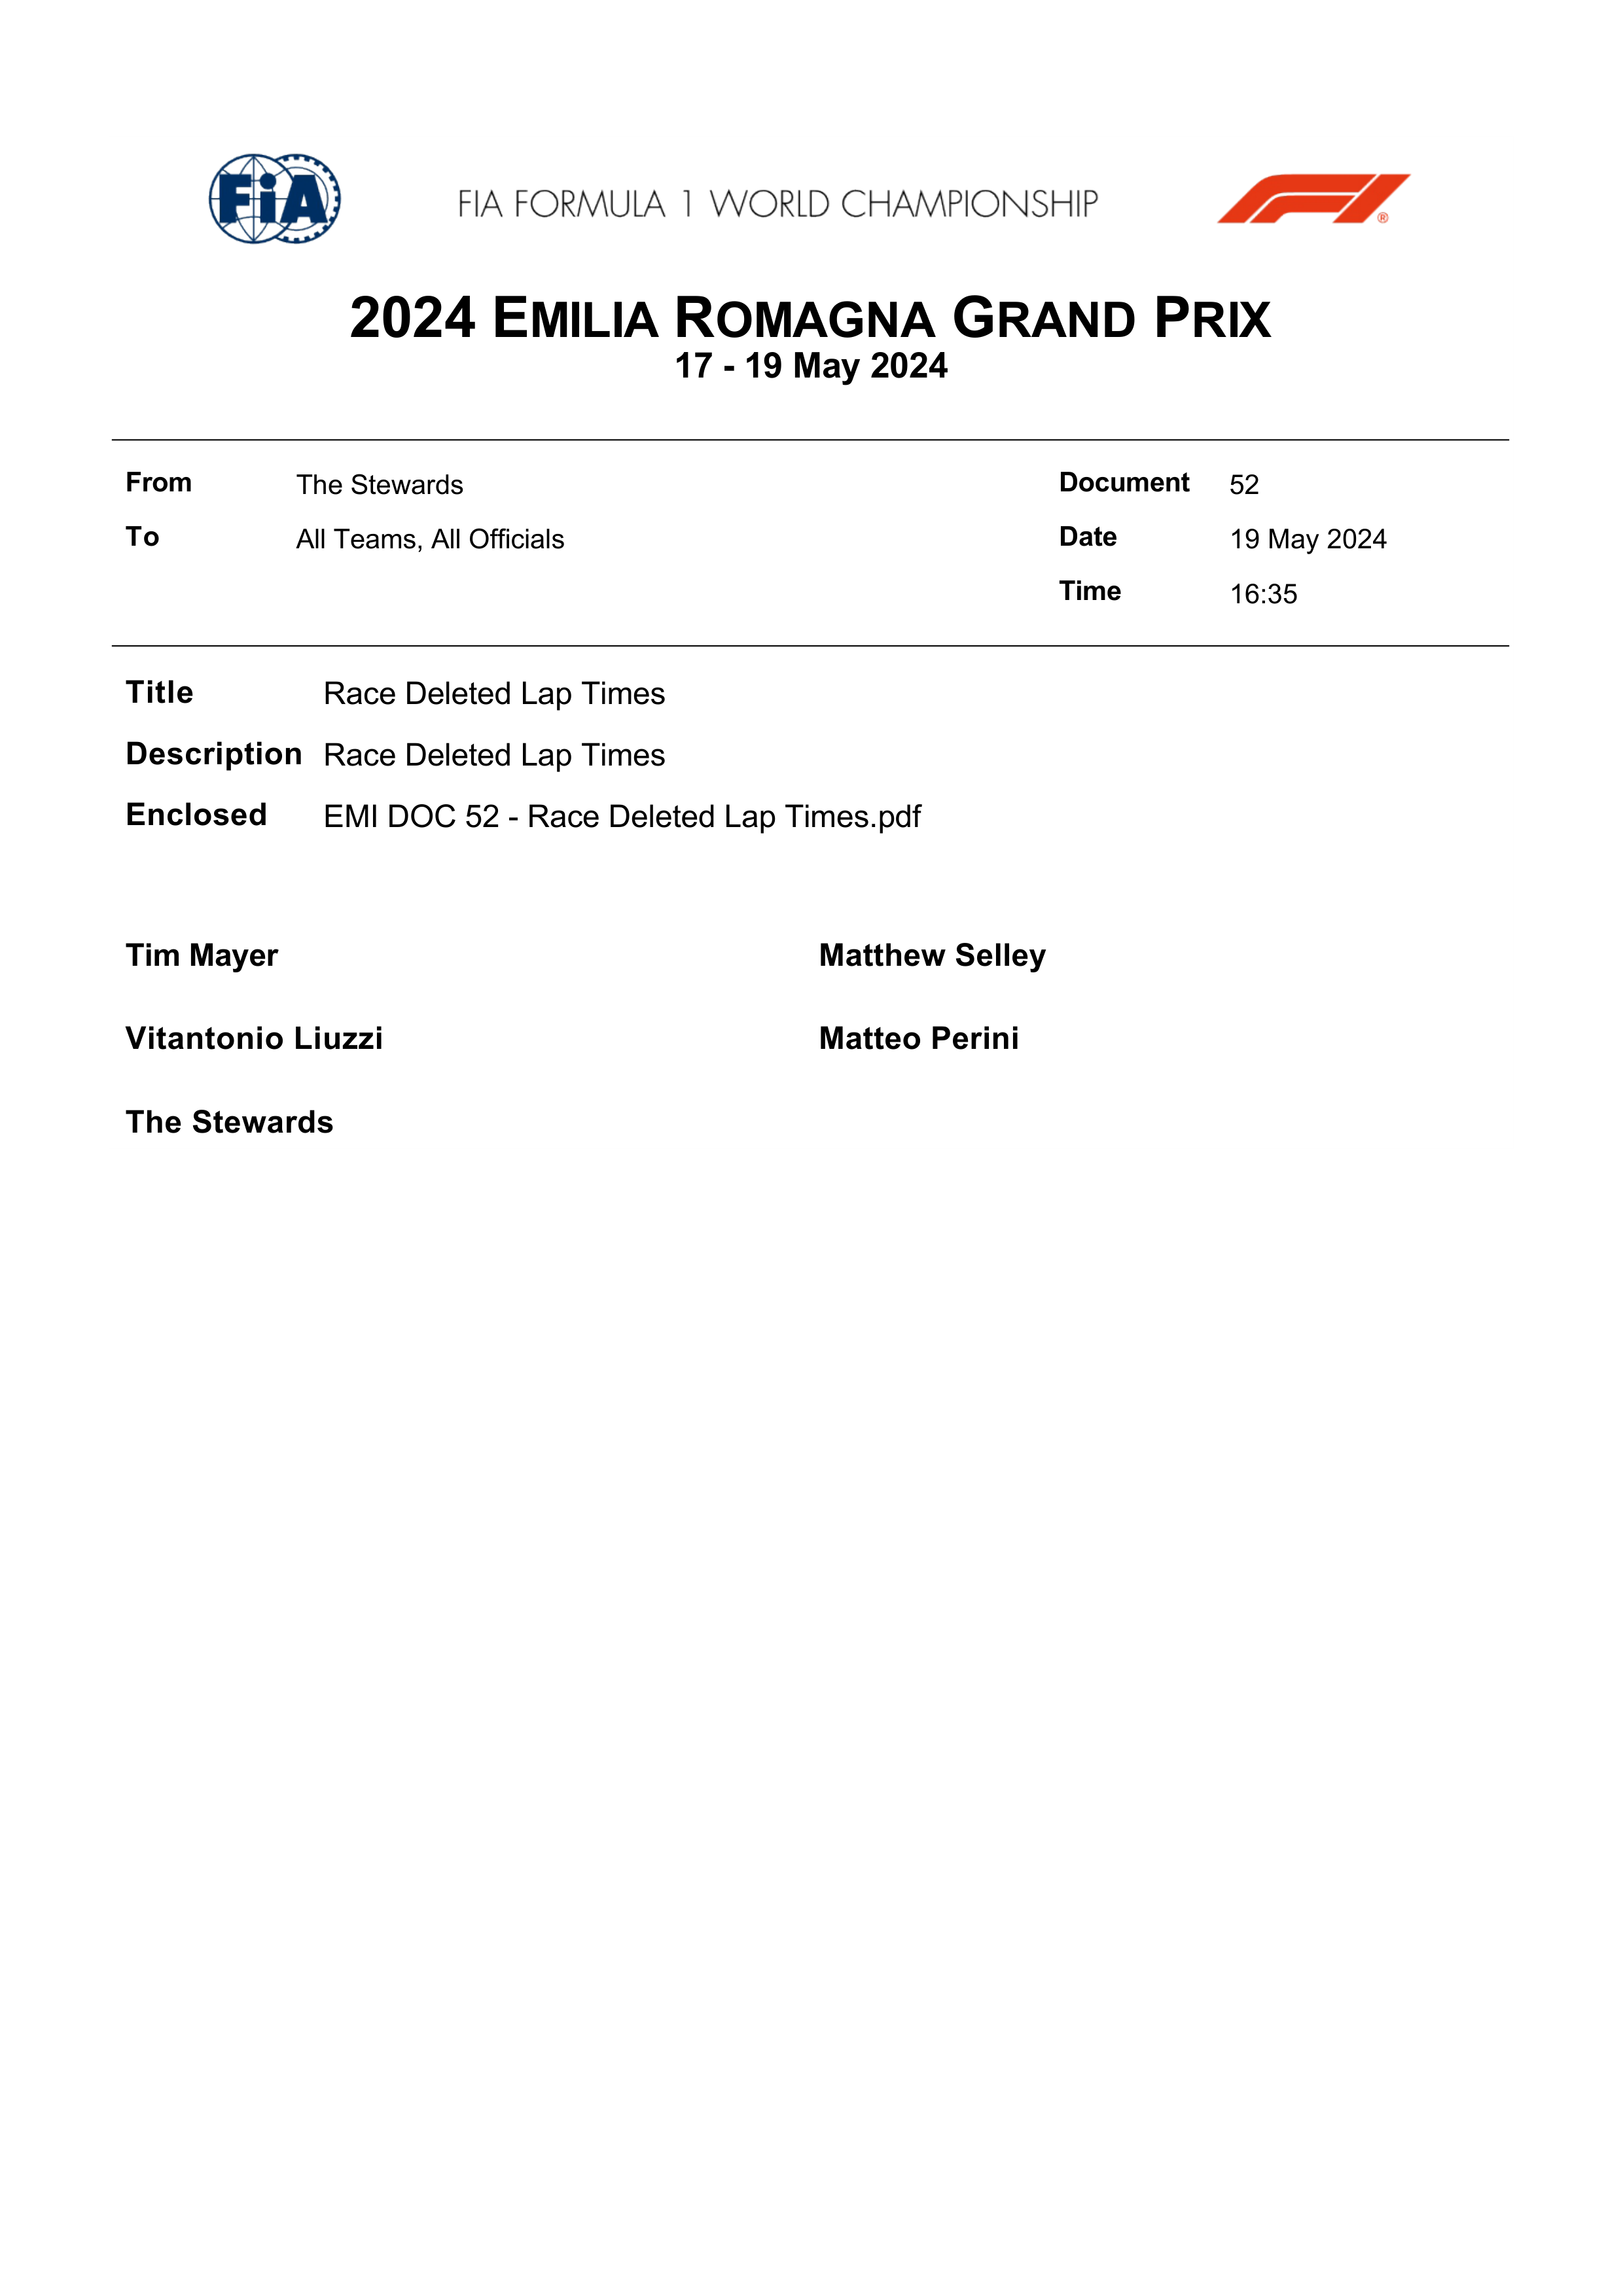 FiA
FIA FORMULA 1 WORLD CHAMPIONSHIP
F1®
2024 EMILIA ROMAGNA GRAND PRIX
17 - 19 May 2024
From The Stewards Document 52
To All Teams, All Officials Date 19 May 2024
Time 16:35
Title Race Deleted Lap Times
Description Race Deleted Lap Times
Enclosed EMI DOC 52 - Race Deleted Lap Times.pdf
Tim Mayer Matthew Selley
Vitantonio Liuzzi Matteo Perini
The Stewards